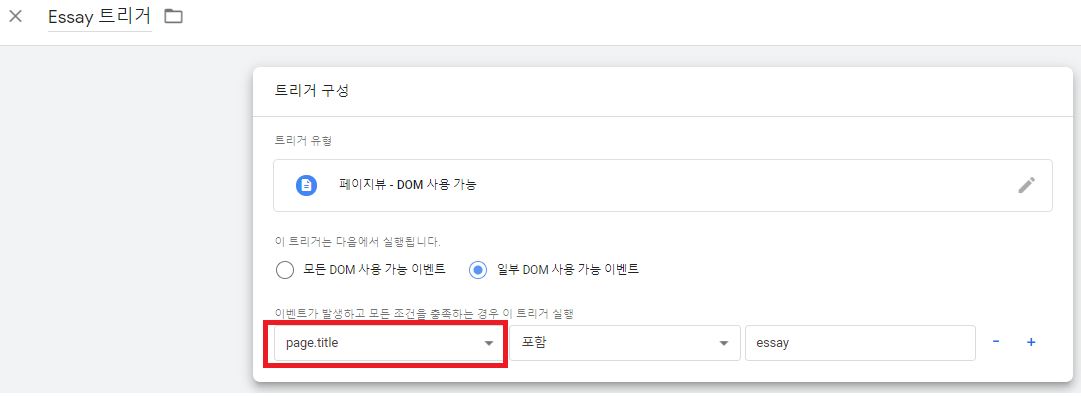 Essay 트리거
트리거 구성
트리거 유형
페이지뷰 - DOM 사용 가능
이 트리거는 다음에서 실행됩니다.
모든 DOM 사용 가능 이벤트 일부 DOM 사용 가능 이벤트
이벤트가 발생하고 모든 조건을 충족하는 경우 이 트리거 실행
page.title 포함 essay - +